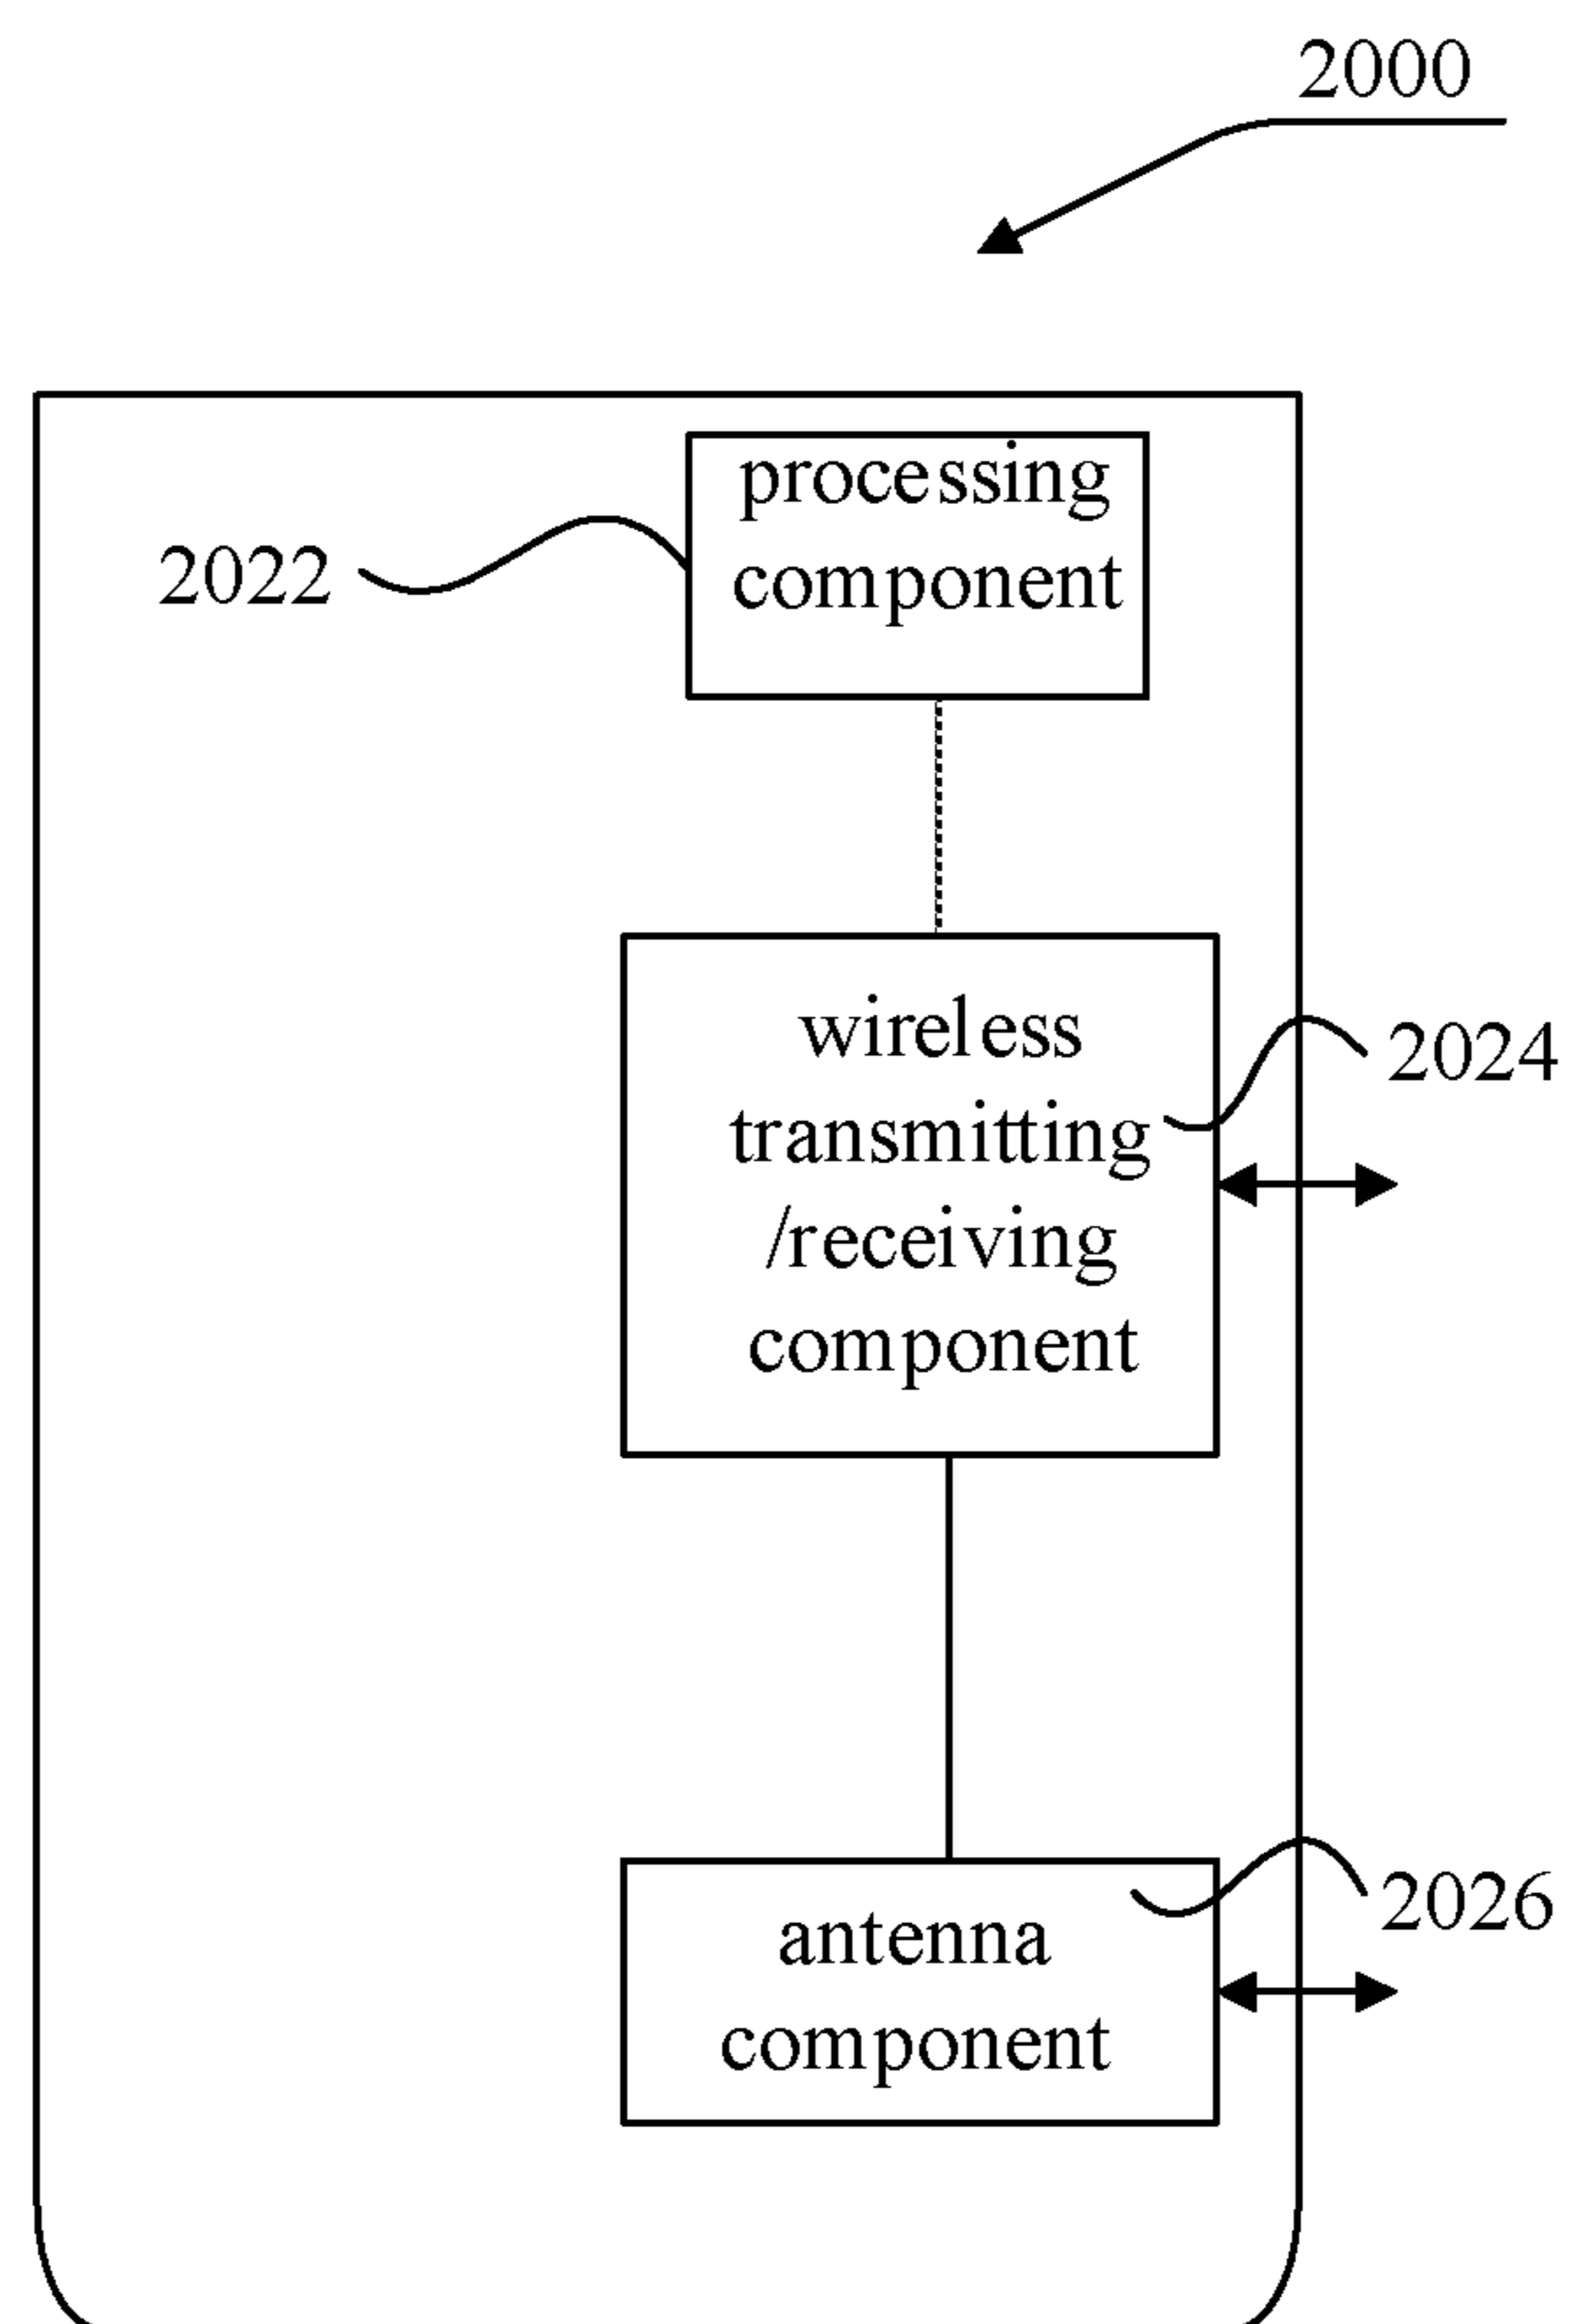 2000
processing
2022
component
wireless
2024
transmitting
/receiving
component
2026
antenna
component